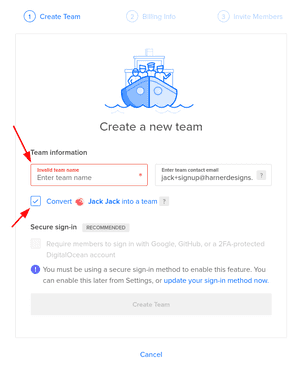 1 Create Team 2 Billing Info 3 Invite Members
Create a new team
Team information
Invalid team name
Enter team name *
Enter team contact email
jack+signup@harnerdesigns. ?
Convert Jack Jack into a team ?
Secure sign-in RECOMMENDED
Require members to sign in with Google, GitHub, or a 2FA-protected
DigitalOcean account
! You must be using a secure sign-in method to enable this feature. You
can enable this later from Settings, or update your sign-in method now.
Create Team
Cancel